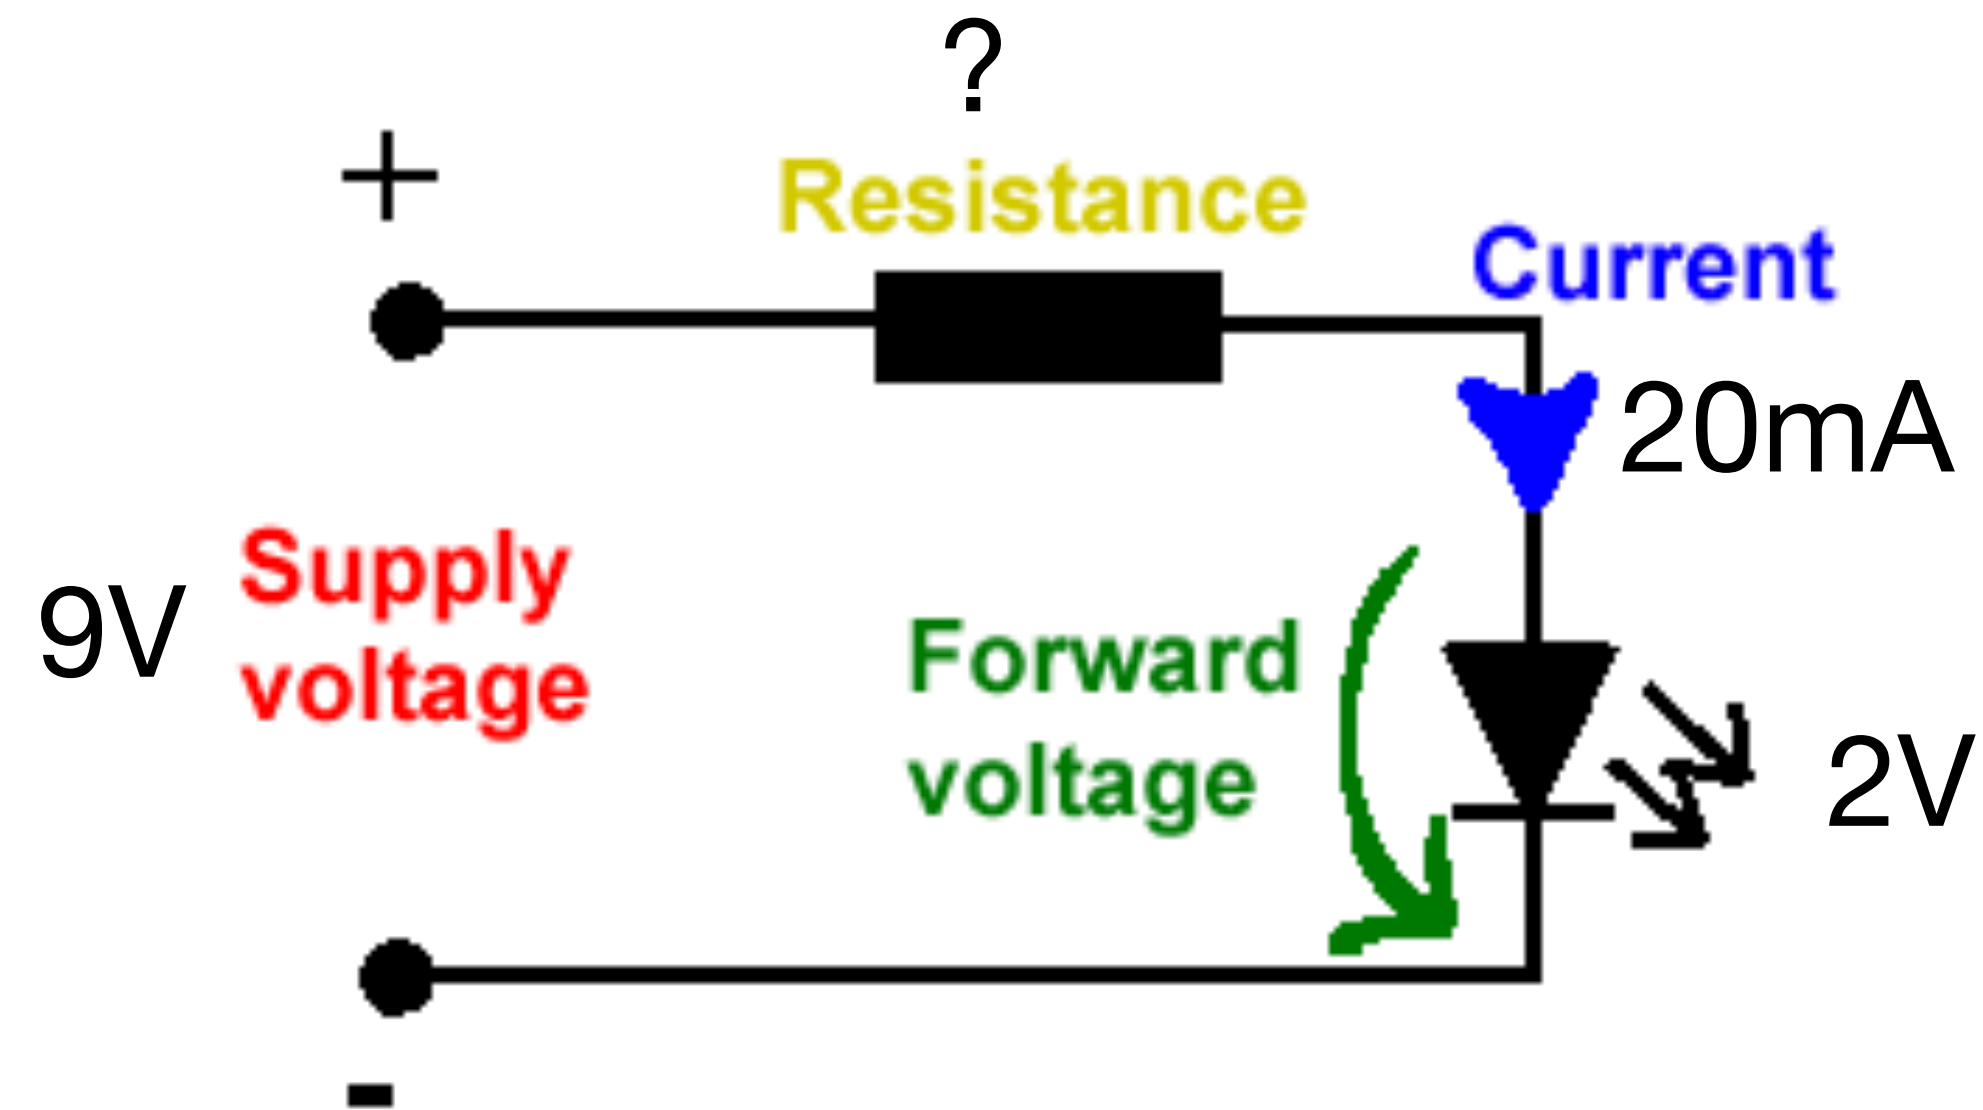 ?
+
Resistance
Current
20mA
Supply
voltage
9V
Forward
voltage
2V
-